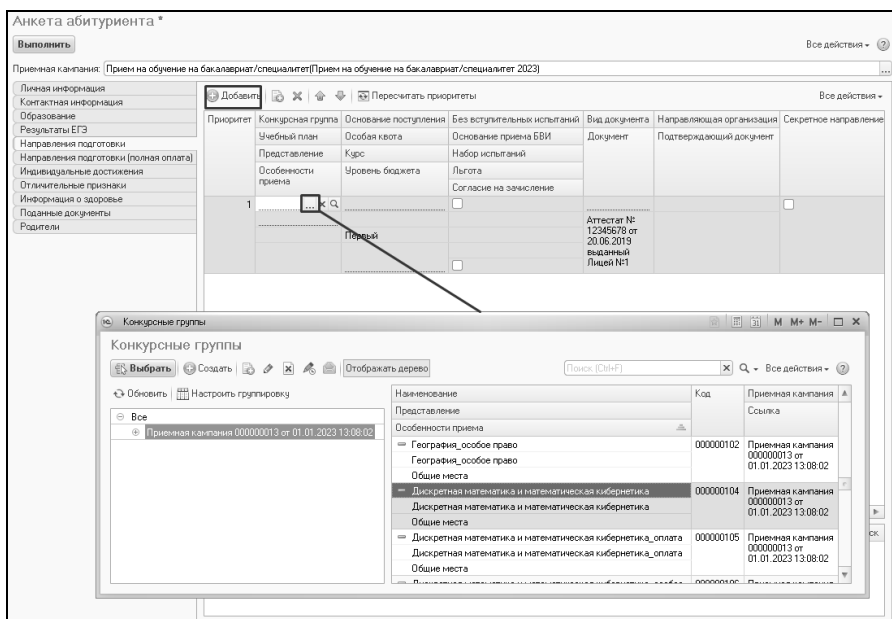 Анкета абитуриента *
Выполнить
Все действия
Приемная кампания: Прием на обучение на бакалавриат/специалитет(Прием на обучение на бакалавриат/специалитет 2023)
Личная информация
Контактная информация
Образование
Результаты ЕГЭ
Направления подготовки
Направления подготовки (полная оплата)
Индивидуальные достижения
Отличительные признаки
Информация о здоровье
Поданные документы
Родители
Добавить Пересчитать приоритеты Все действия
Приоритет Конкурсная группа Основание поступления Без вступительных испытаний Вид документа Направляющая организация Секретное направление
Учебный план Особая квота Основание приема БВИ Документ Подтверждающий документ
Представление Курс Набор испытаний
Особенности приема Уровень бюджета Льгота
Согласие на зачисление
1
Первый
Аттестат №
12345678 от
20.06.2019
выданный
Лицей №1
Конкурсные группы M M+ M-
Конкурсные группы
Выбрать Создать Отображать дерево Поиск (Ctrl+F) Все действия
Обновить Настроить группировку
Все
Приемная кампания 000000013 от 01.01.2023 13:08:02
Наименование Код Приемная кампания
Представление Ссылка
Особенности приема
География_особое право 000000102 Приемная кампания
География_особое право 000000013 от
Общие места 01.01.2023 13:08:02
Дискретная математика и математическая кибернетика 000000104 Приемная кампания
Дискретная математика и математическая кибернетика 000000013 от
Общие места 01.01.2023 13:08:02
Дискретная математика и математическая кибернетика_оплата 000000105 Приемная кампания
Дискретная математика и математическая кибернетика_оплата 000000013 от
Общие места 01.01.2023 13:08:02